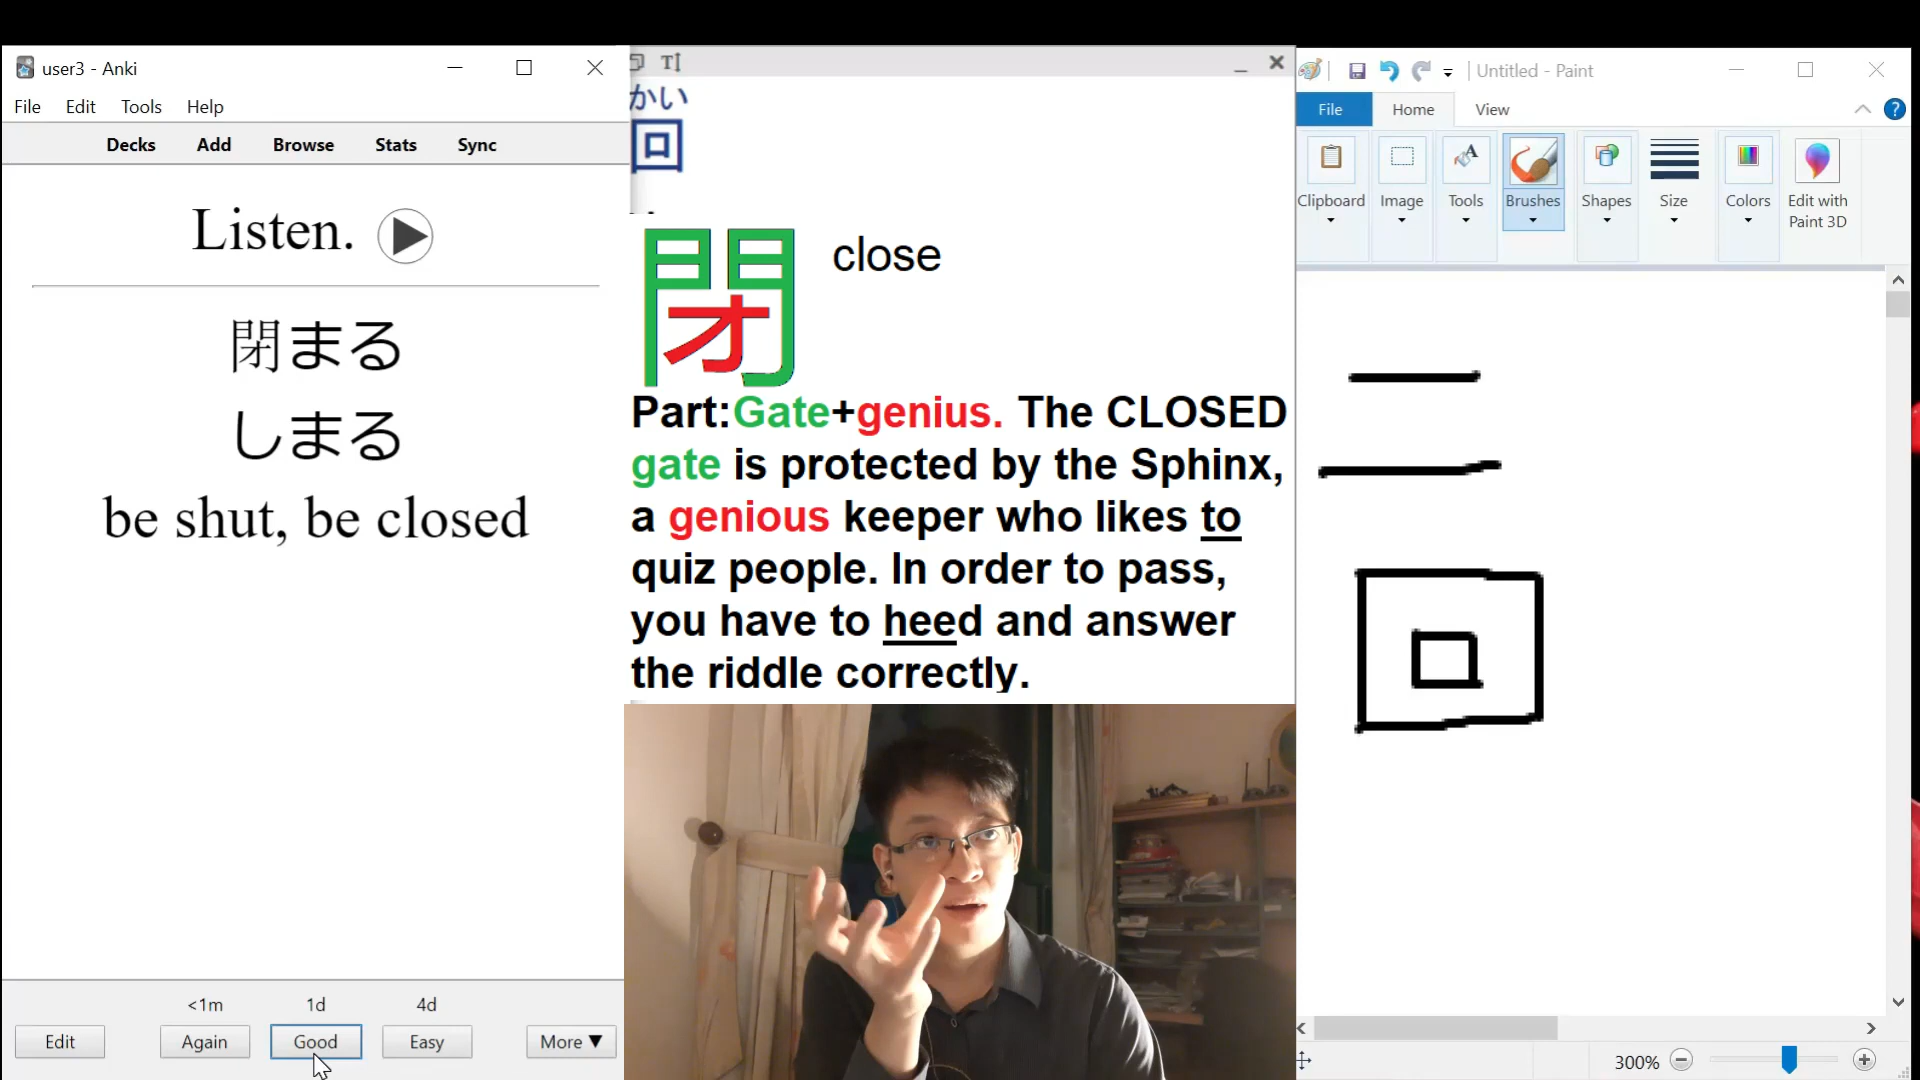 user3 - Anki
File Edit Tools Help
Decks Add Browse Stats Sync
Listen.
閉まる
しまる
be shut, be closed
<1m 1d 4d
Edit Again Good Easy More ▼
かい
回
閉 close
Part:Gate+genius. The CLOSED
gate is protected by the Sphinx,
a genious keeper who likes to
quiz people. In order to pass,
you have to heed and answer
the riddle correctly.
Untitled - Paint
File Home View
Clipboard Image Tools Brushes Shapes Size Colors Edit with
Paint 3D
二
回
300%